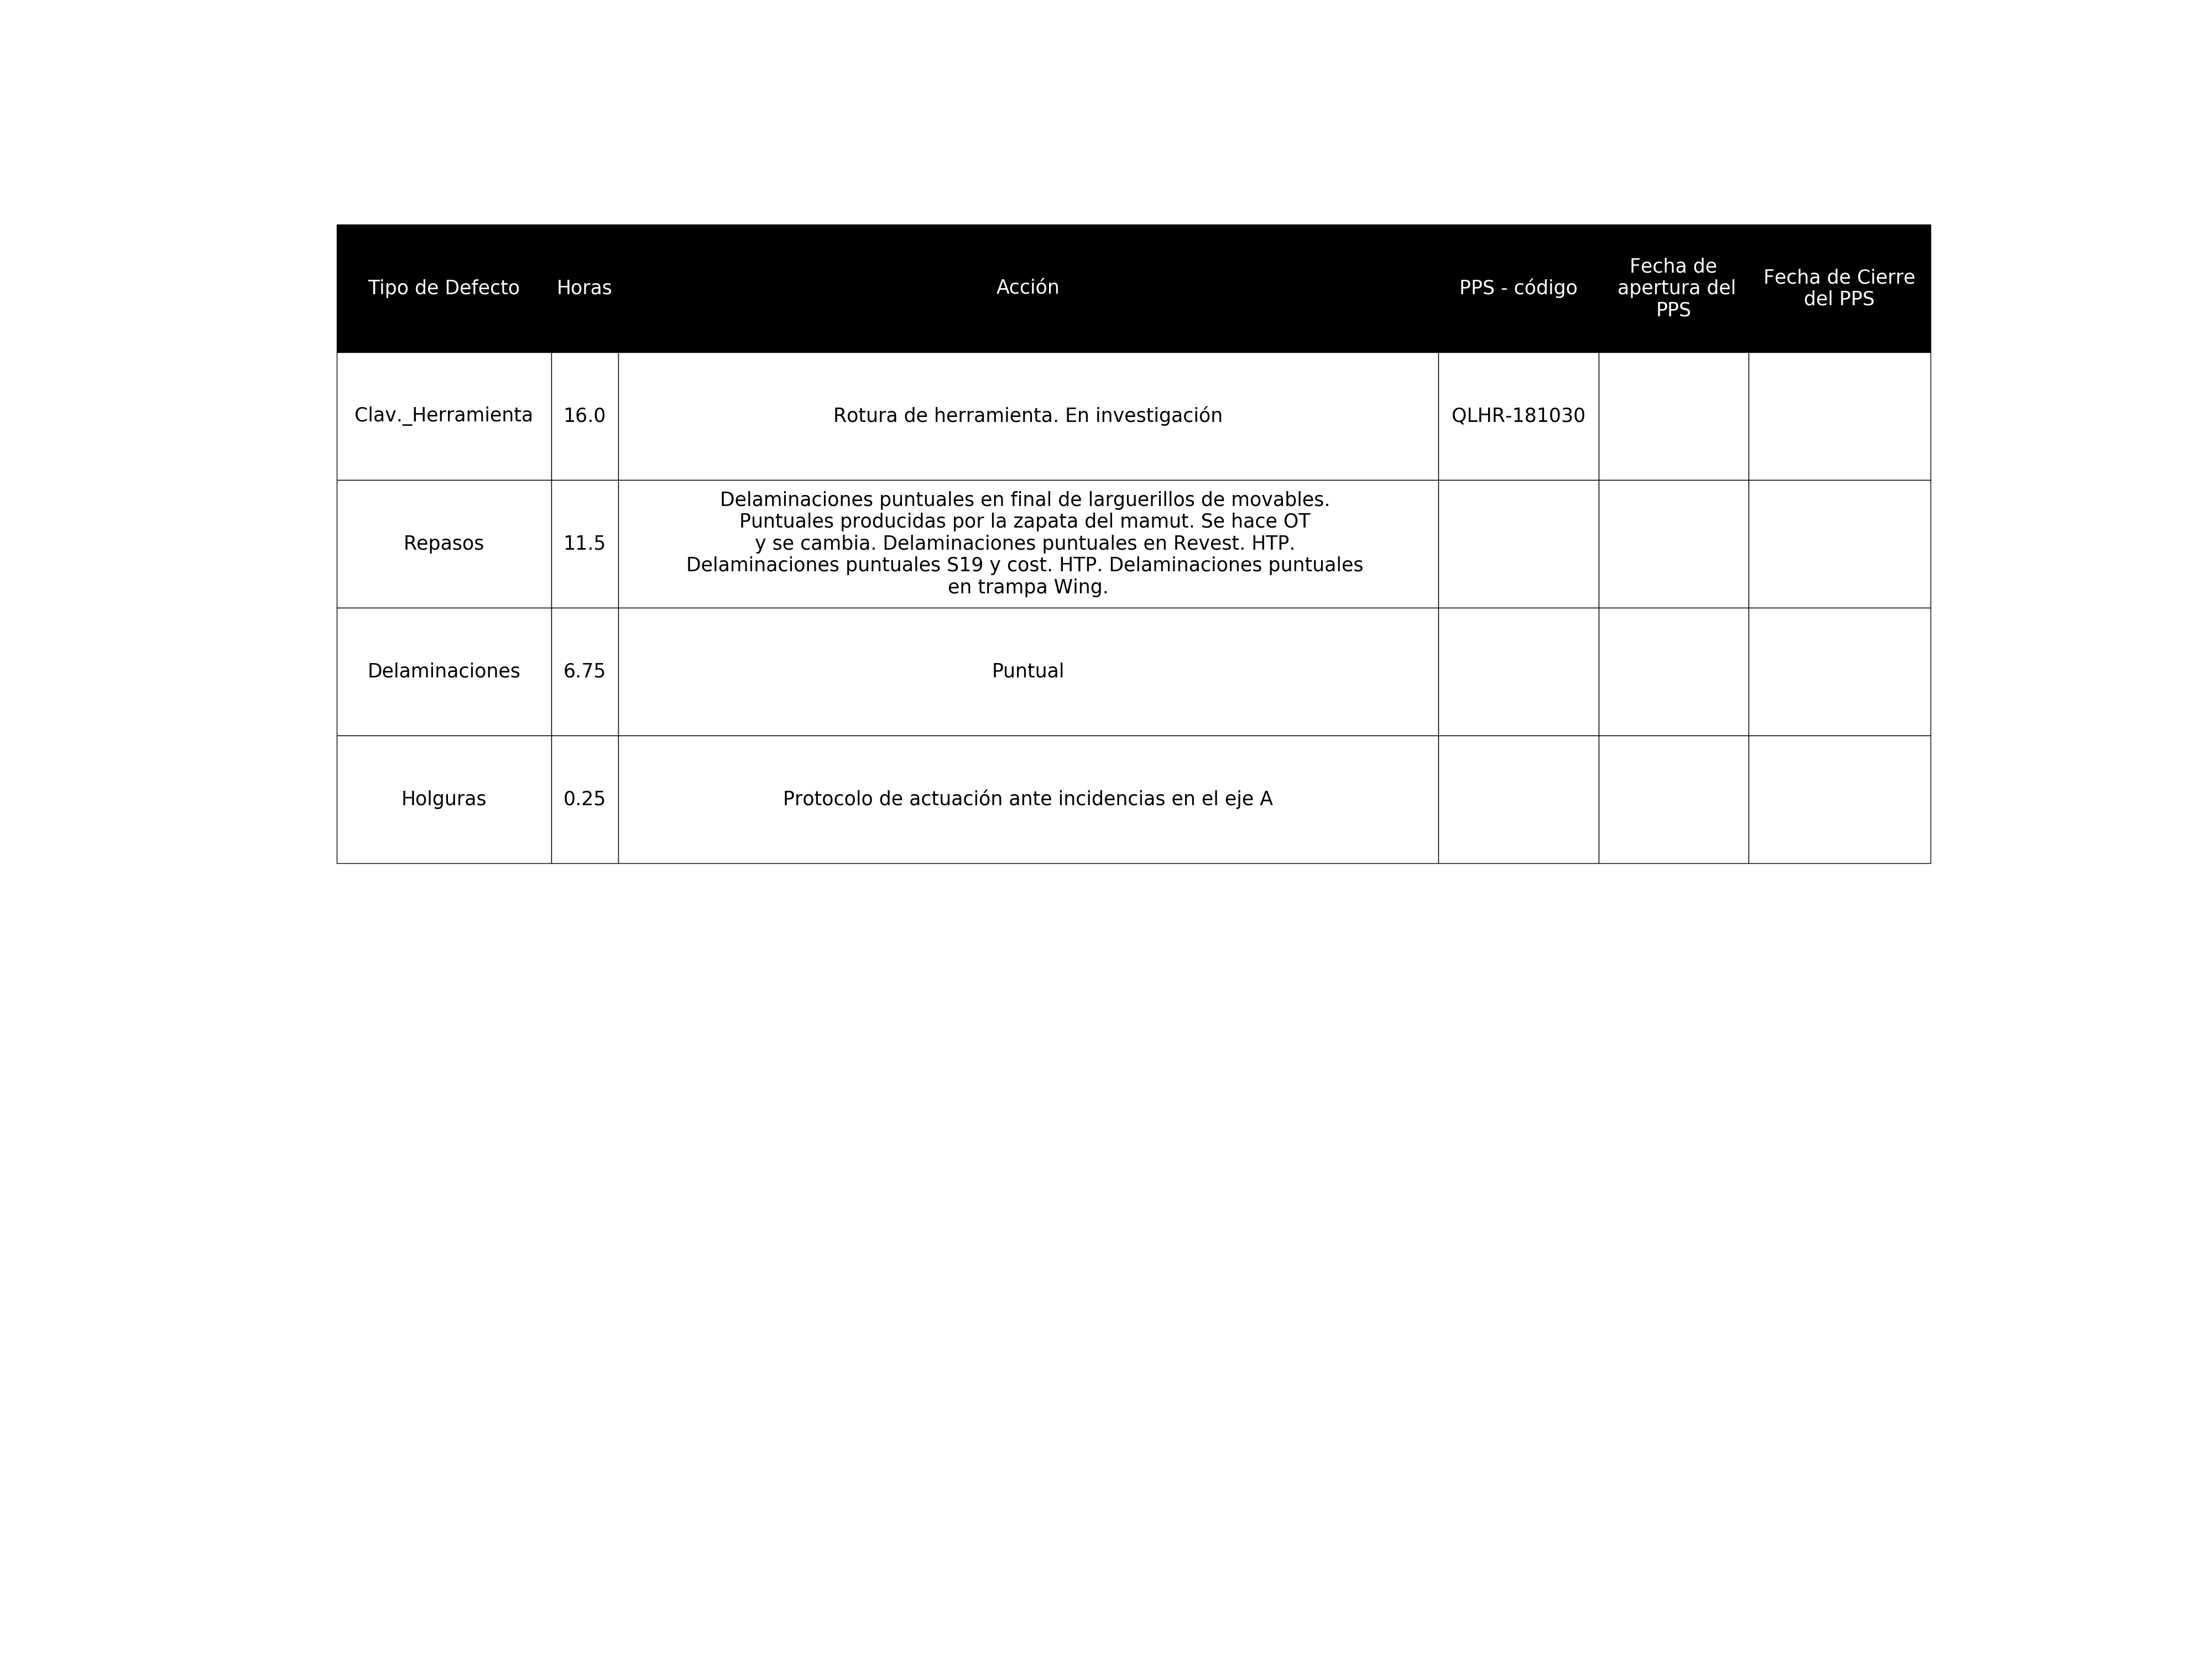 Tipo de Defecto
Horas
Acción
PPS - código
Fecha de
apertura del
PPS
Fecha de Cierre
del PPS
Clav._Herramienta
16.0
Rotura de herramienta. En investigación
QLHR-181030
Repasos
11.5
Delaminaciones puntuales en final de larguerillos de movables.
Puntuales producidas por la zapata del mamut. Se hace OT
y se cambia. Delaminaciones puntuales en Revest. HTP.
Delaminaciones puntuales S19 y cost. HTP. Delaminaciones puntuales
en trampa Wing.
Delaminaciones
6.75
Puntual
Holguras
0.25
Protocolo de actuación ante incidencias en el eje A